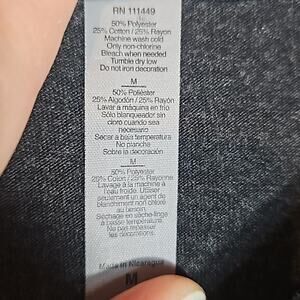 RN 111449
50% Polyester
25% Cotton / 25% Rayon
Machine wash cold
Only non-chlorine
Bleach when needed
Tumble dry low
Do not iron decoration
M
50% Poliéster
25% Algodón / 25% Rayón
Lavar a máquina en frío
Sólo blanqueador sin
cloro cuando sea
necesario
Secar a baja temperatura
No planche
Sobre la decoración
M
50% Polyester
25% Coton / 25% Rayonne
Lavage à la machine à
l'eau froide. Utiliser
seulement un agent de
blanchiment non chloré
au besoin.
Séchage en sèche-linge
à basse température
Ne pas repasser
les décorations
Made in Nicaragua
M